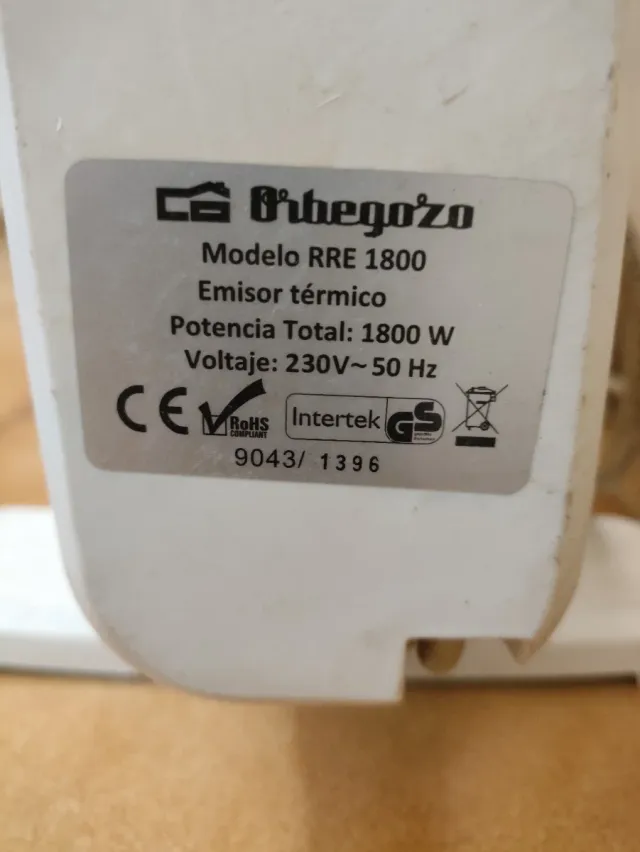 Orbegozo
Modelo RRE 1800
Emisor térmico
Potencia Total: 1800 W
Voltaje: 230V~ 50 Hz
CE RoHS COMPLIANT Intertek GS
9043/ 1396